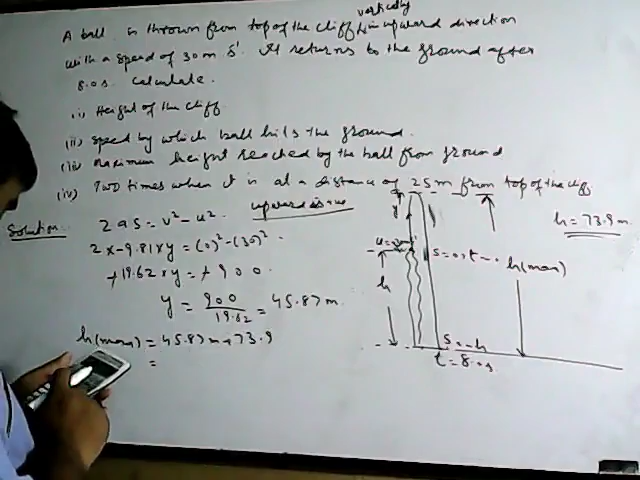 A ball is thrown from top of the cliff in vertically upward direction
with a speed of 30 m s⁻¹ It returns to the ground after
8.0 s. calculate.
(i) Height of the cliff
(ii) speed by which ball hits the ground.
(iii) Maximum height reached by the ball from ground
(iv) Two times when it is at a distance of 25 m from top of the cliff
upward is +ve
h = 73.9 m
Solution
2as = v² - u².
2 x -9.81 x y = (0)² - (30)²
+19.62 x y = + 900
y = 900/19.62 = 45.87 m
h(max) = 45.87 m + 73.9
=
y
s = 0, t =
h
h(max)
s = -h
t = 8.0 s